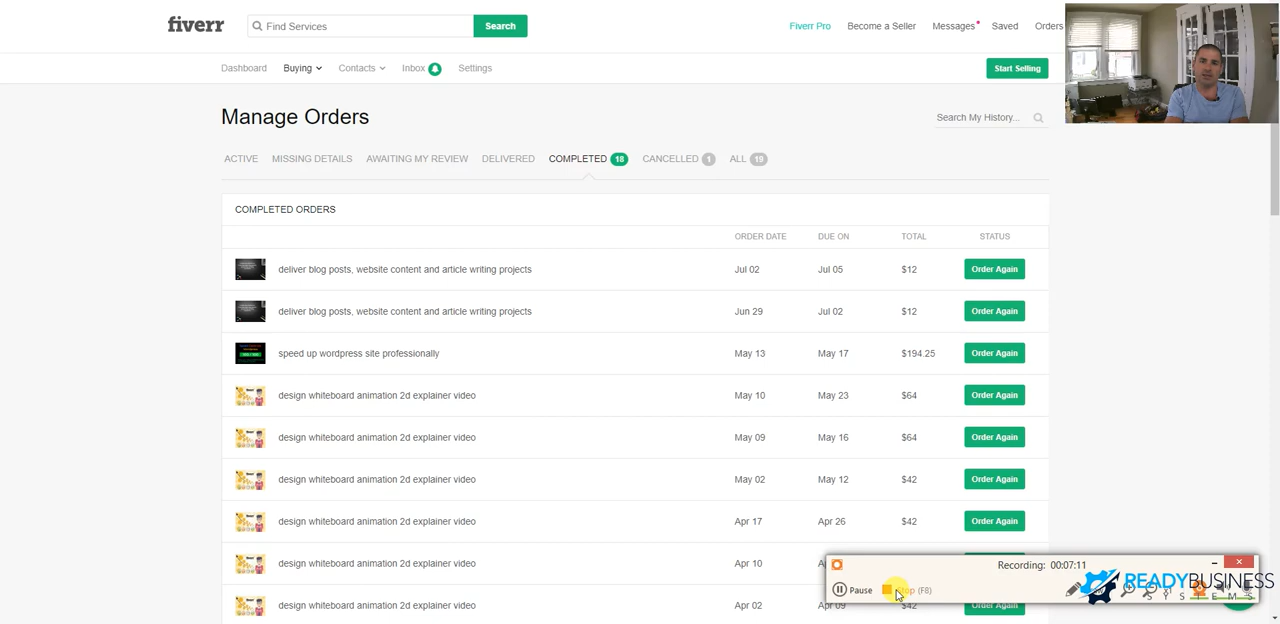 fiverr Find Services Search Fiverr Pro Become a Seller Messages Saved Orders
Dashboard Buying Contacts Inbox Settings Start Selling
Manage Orders Search My History...
ACTIVE MISSING DETAILS AWAITING MY REVIEW DELIVERED COMPLETED 18 CANCELLED 1 ALL 19
COMPLETED ORDERS
ORDER DATE DUE ON TOTAL STATUS
deliver blog posts, website content and article writing projects Jul 02 Jul 05 $12 Order Again
deliver blog posts, website content and article writing projects Jun 29 Jul 02 $12 Order Again
speed up wordpress site professionally May 13 May 17 $194.25 Order Again
design whiteboard animation 2d explainer video May 10 May 23 $64 Order Again
design whiteboard animation 2d explainer video May 09 May 16 $64 Order Again
design whiteboard animation 2d explainer video May 02 May 12 $42 Order Again
design whiteboard animation 2d explainer video Apr 17 Apr 26 $42 Order Again
design whiteboard animation 2d explainer video Apr 10
Recording: 00:07:11
Pause (F8)
READYBUSINESS
SYSTEMS
design whiteboard animation 2d explainer video Apr 02 Apr 09 $42 Order Again